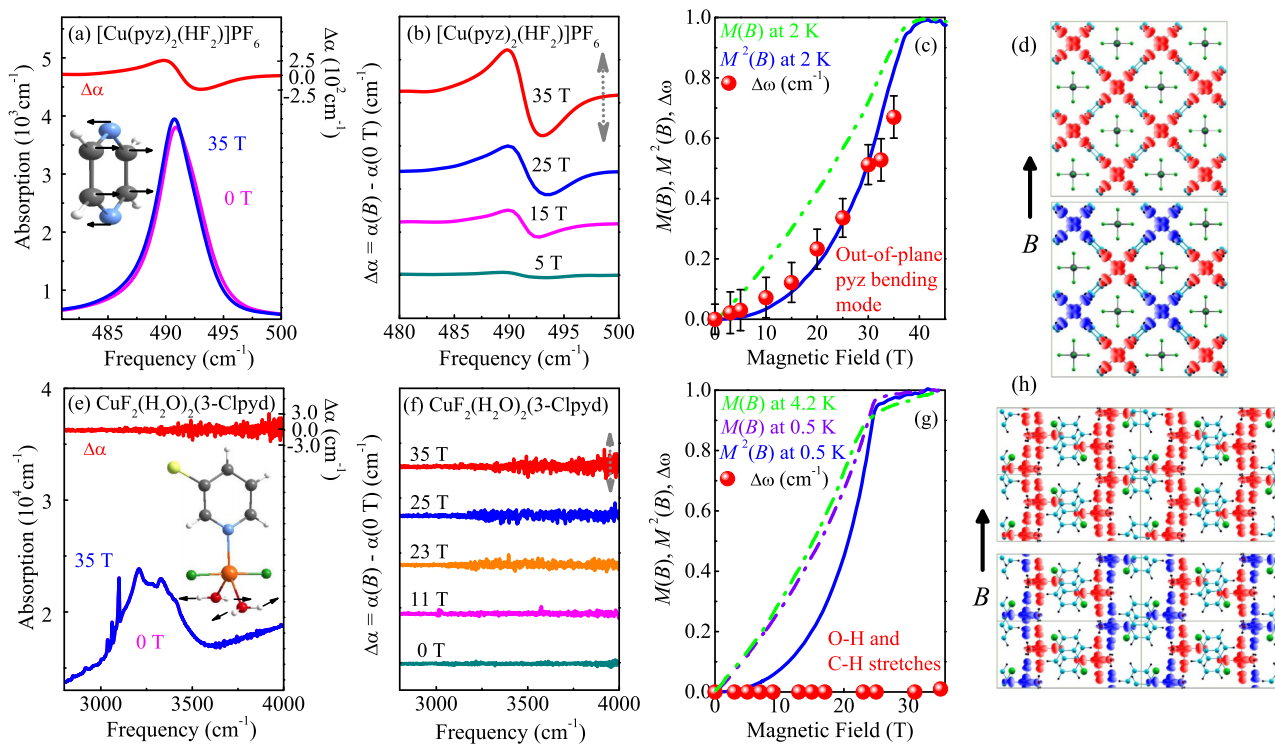 (a) [Cu(pyz)₂(HF₂)]PF₆
Δα
35 T
0 T
5
4
3
2
1
Absorption (10³ cm⁻¹)
2.5
0.0
-2.5
Δα (10² cm⁻¹)
485 490 495 500
Frequency (cm⁻¹)
(b) [Cu(pyz)₂(HF₂)]PF₆
35 T
25 T
15 T
5 T
Δα = α(B) - α(0 T) (cm⁻¹)
480 485 490 495 500
Frequency (cm⁻¹)
M(B) at 2 K
M²(B) at 2 K
Δω (cm⁻¹)
(c)
Out-of-plane
pyz bending
mode
1.0
0.8
0.6
0.4
0.2
0.0
M(B), M²(B), Δω
0 10 20 30 40
Magnetic Field (T)
(d)
B
(e) CuF₂(H₂O)₂(3-Clpyd)
Δα
35 T
0 T
4
3
2
Absorption (10⁴ cm⁻¹)
3.0
0.0
-3.0
Δα (cm⁻¹)
3000 3500 4000
Frequency (cm⁻¹)
(f) CuF₂(H₂O)₂(3-Clpyd)
35 T
25 T
23 T
11 T
0 T
Δα = α(B) - α(0 T) (cm⁻¹)
3000 3500 4000
Frequency (cm⁻¹)
M(B) at 4.2 K
M(B) at 0.5 K
M²(B) at 0.5 K
Δω (cm⁻¹)
(g)
O-H and
C-H stretches
1.0
0.8
0.6
0.4
0.2
0.0
M(B), M²(B), Δω
0 10 20 30
Magnetic Field (T)
(h)
B